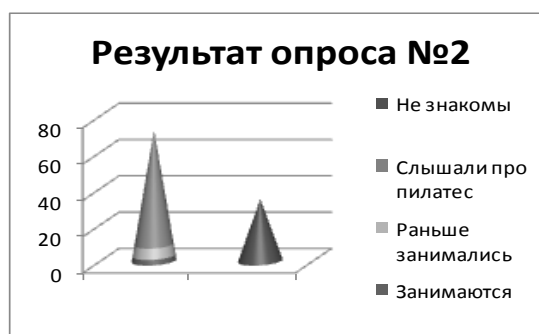 Результат опроса №2
80
60
40
20
0
Не знакомы
Слышали про
пилатес
Раньше
занимались
Занимаются